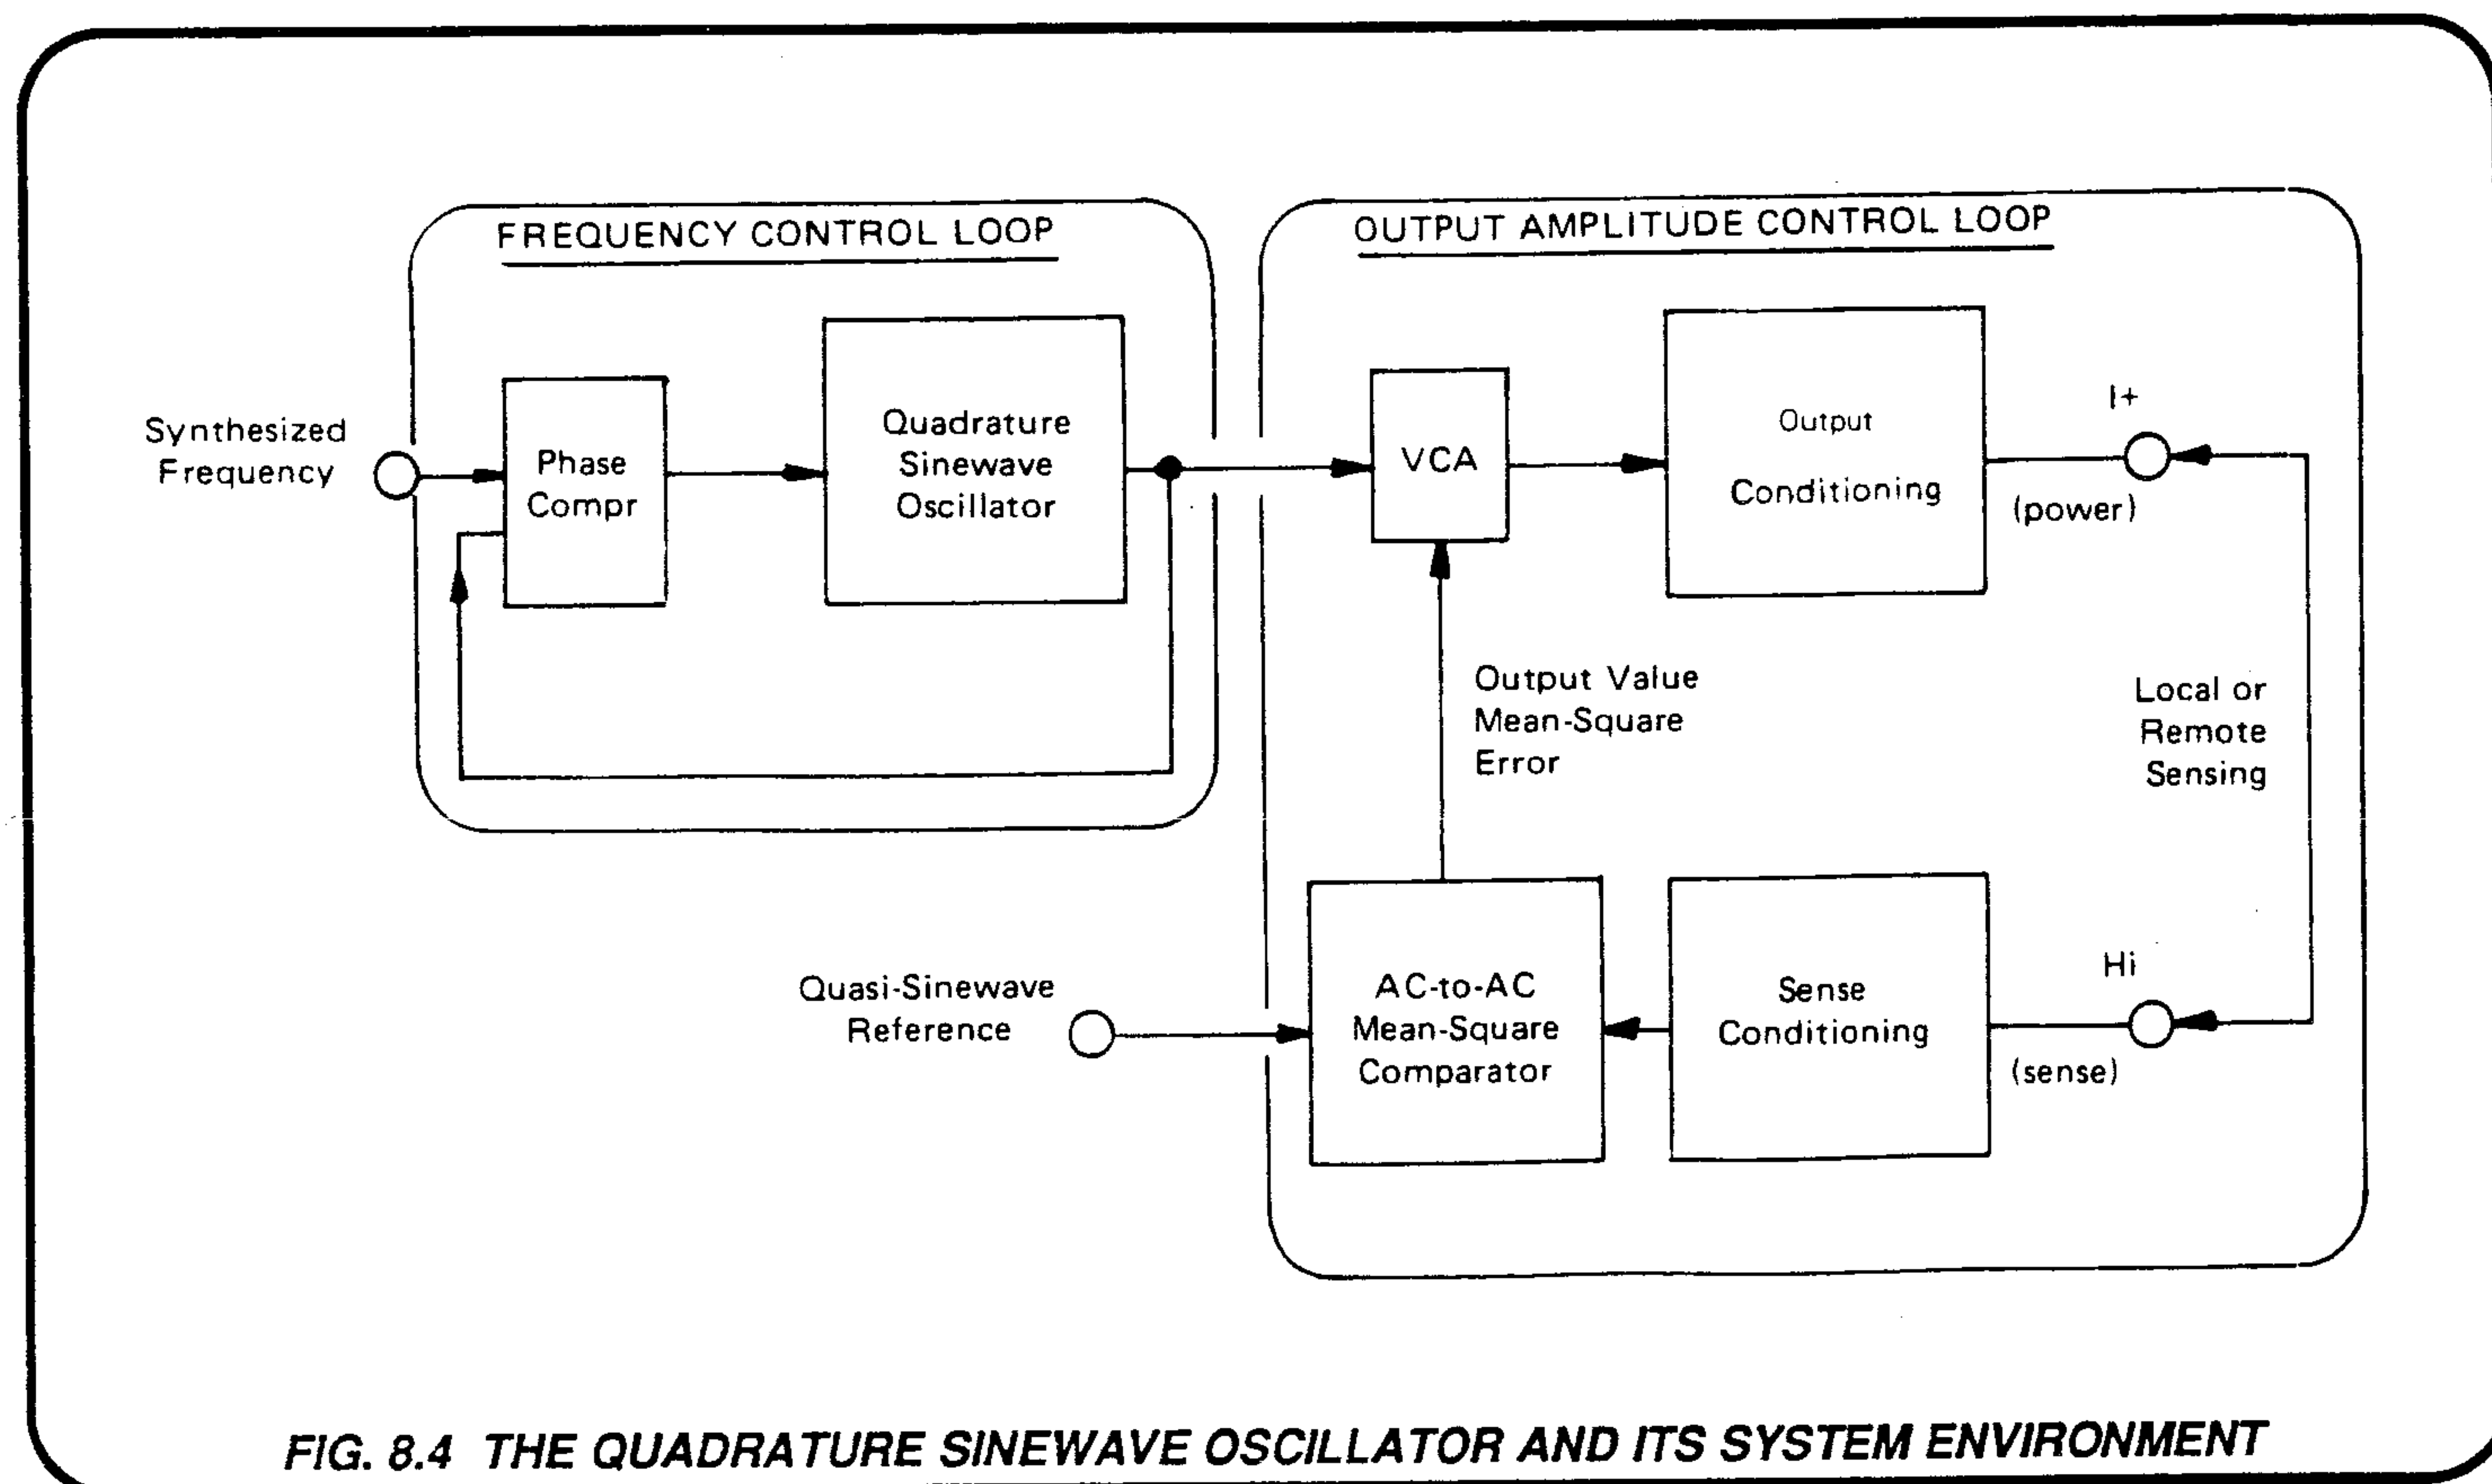 FREQUENCY CONTROL LOOP
Synthesized
Frequency
Phase
Compr
Quadrature
Sinewave
Oscillator
OUTPUT AMPLITUDE CONTROL LOOP
VCA
Output
Conditioning
I+
(power)
Output Value
Mean-Square
Error
Local or
Remote
Sensing
Quasi-Sinewave
Reference
AC-to-AC
Mean-Square
Comparator
Sense
Conditioning
Hi
(sense)
FIG. 8.4 THE QUADRATURE SINEWAVE OSCILLATOR AND ITS SYSTEM ENVIRONMENT